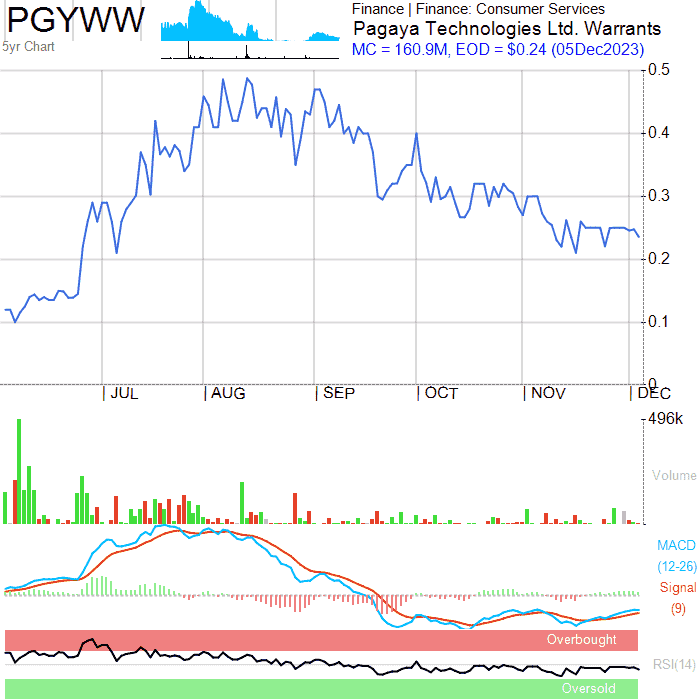 PGYWW
5yr Chart
Finance | Finance: Consumer Services
Pagaya Technologies Ltd. Warrants
MC = 160.9M, EOD = $0.24 (05Dec2023)
0.5
0.4
0.3
0.2
0.1
0
| JUL | AUG | SEP | OCT | NOV | DEC
496k
Volume
MACD
(12-26)
Signal
(9)
Overbought
RSI(14)
Oversold